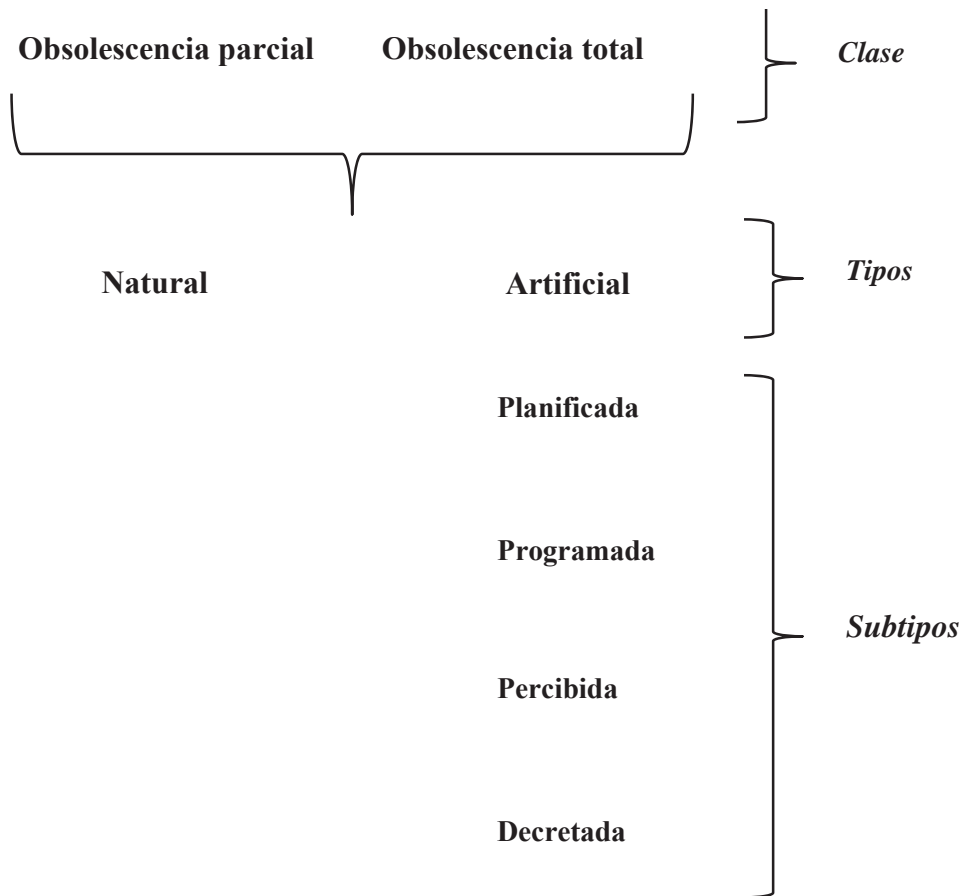 Obsolescencia parcial Obsolescencia total Clase
Natural Artificial Tipos
Planificada
Programada
Subtipos
Percibida
Decretada